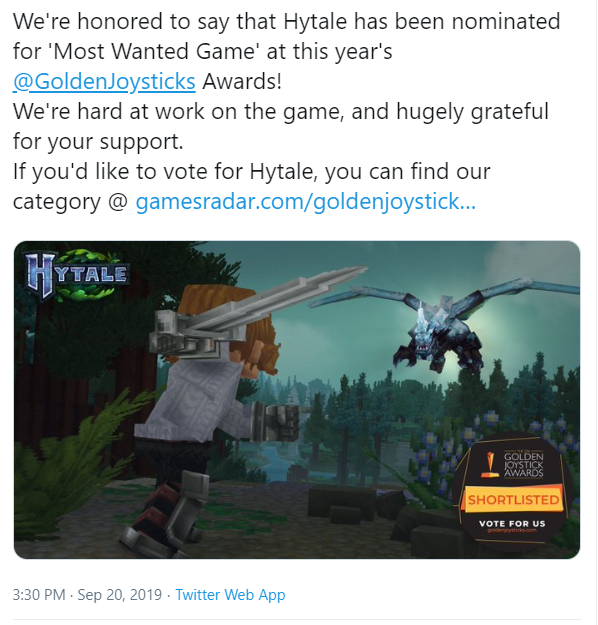 We're honored to say that Hytale has been nominated
for 'Most Wanted Game' at this year's
@GoldenJoysticks Awards!
We're hard at work on the game, and hugely grateful
for your support.
If you'd like to vote for Hytale, you can find our
category @ gamesradar.com/goldenjoystick...
HYTALE
GOLDEN
JOYSTICK
AWARDS
SHORTLISTED
VOTE FOR US
goldenjoysticks.com
3:30 PM · Sep 20, 2019 · Twitter Web App